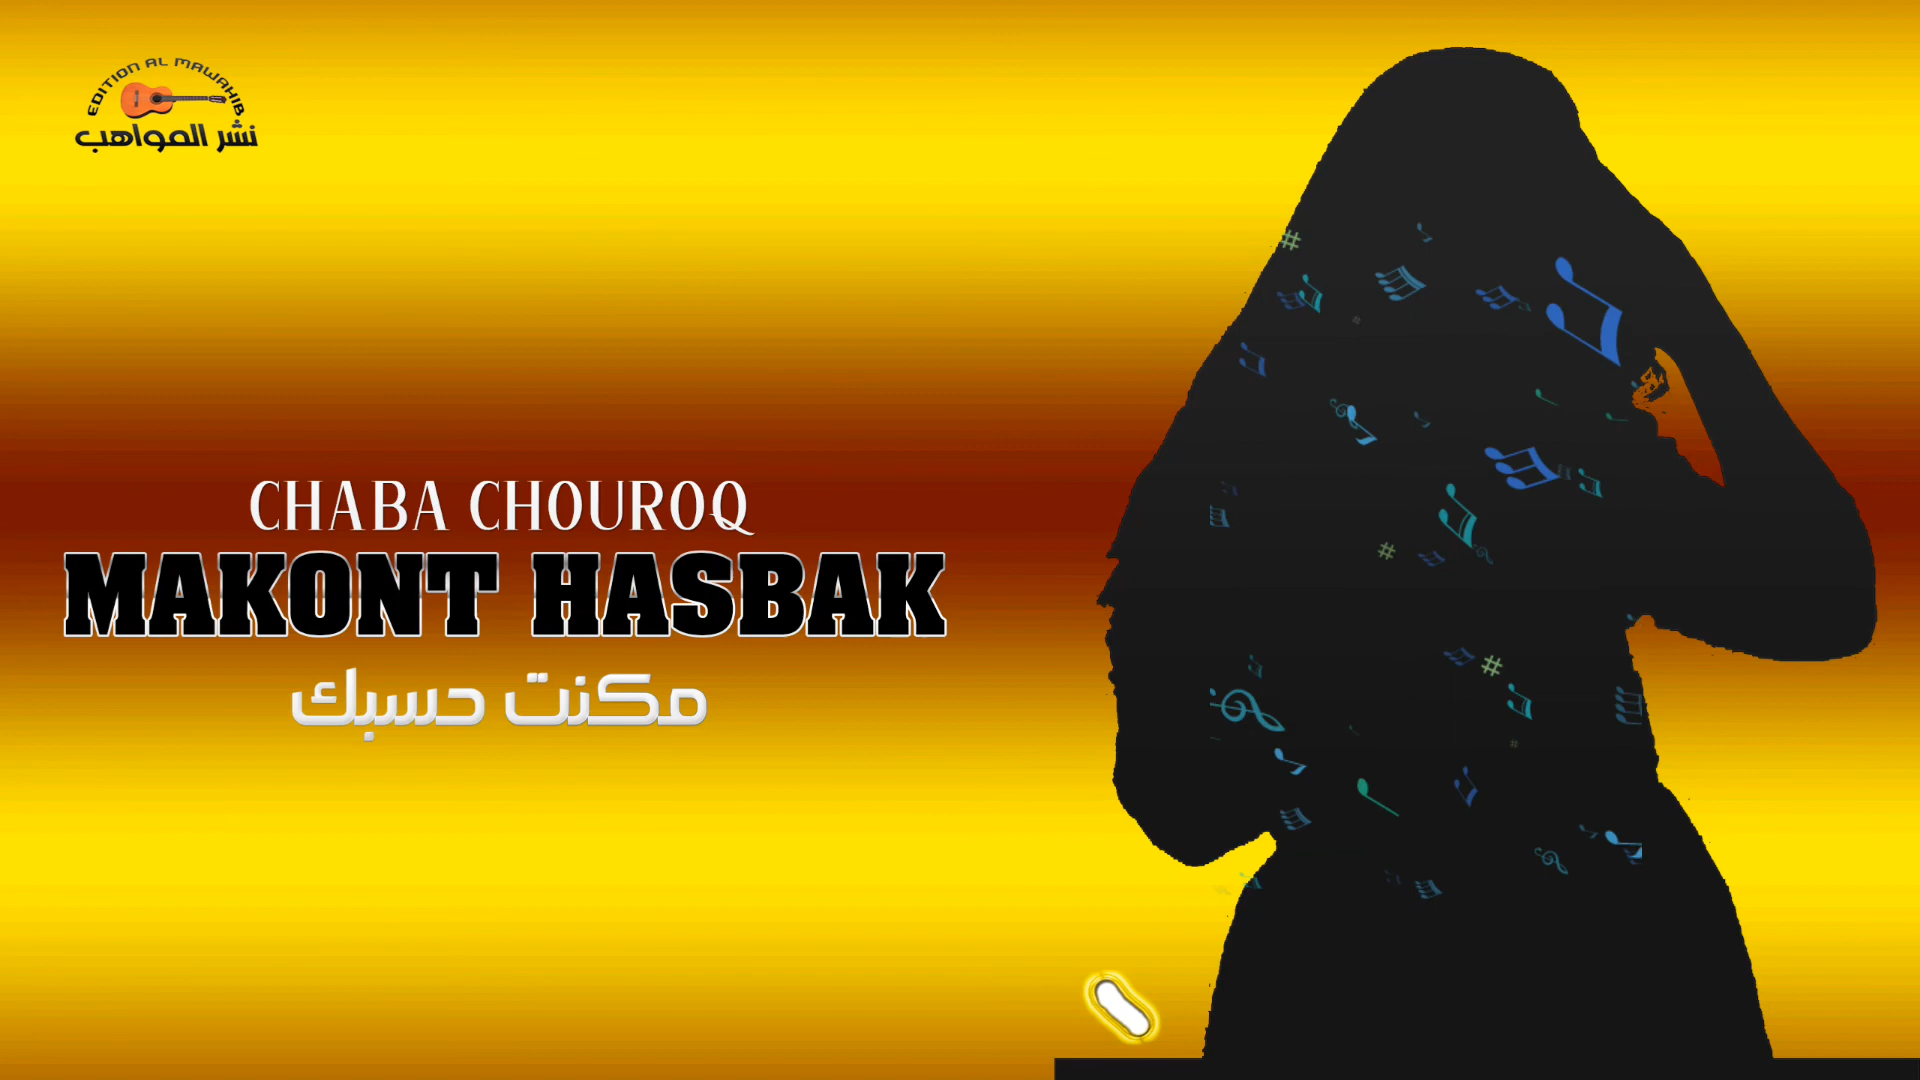 EDITION AL MAWAHIB
نشر المواهب
CHABA CHOUROQ
MAKONT HASBAK
مكنت حسبك